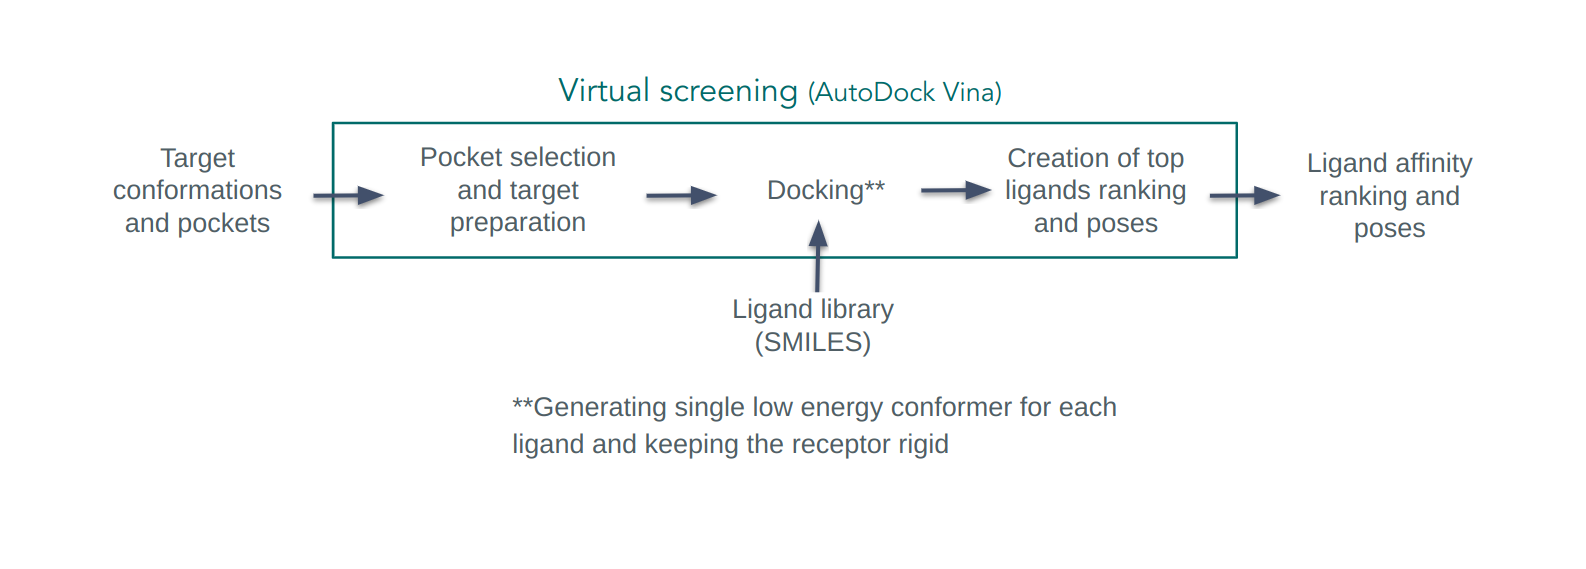 Virtual screening (AutoDock Vina)
Target
conformations
and pockets
Pocket selection
and target
preparation
Docking**
Creation of top
ligands ranking
and poses
Ligand affinity
ranking and
poses
Ligand library
(SMILES)
**Generating single low energy conformer for each
ligand and keeping the receptor rigid